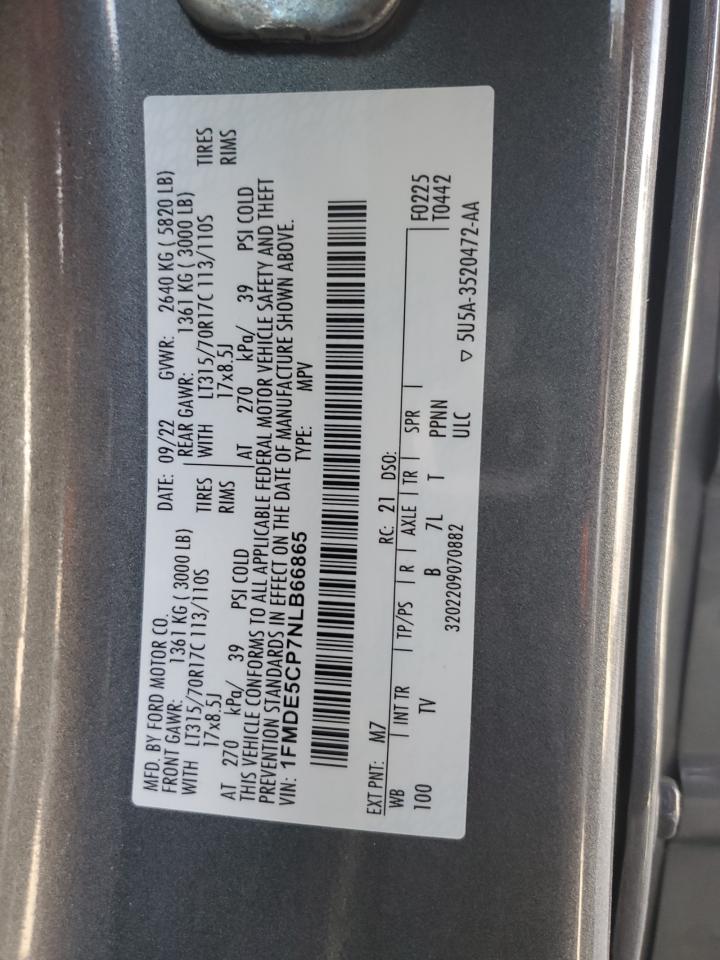 MFD. BY FORD MOTOR CO. DATE: 09/22 GVWR: 2640 KG ( 5820 LB)
FRONT GAWR: 1361 KG ( 3000 LB) REAR GAWR: 1361 KG ( 3000 LB)
WITH LT315/70R17C 113/110S TIRES WITH LT315/70R17C 113/110S TIRES
17x8.5J RIMS 17x8.5J RIMS
AT 270 kPa/ 39 PSI COLD AT 270 kPa/ 39 PSI COLD
THIS VEHICLE CONFORMS TO ALL APPLICABLE FEDERAL MOTOR VEHICLE SAFETY AND THEFT
PREVENTION STANDARDS IN EFFECT ON THE DATE OF MANUFACTURE SHOWN ABOVE.
VIN: 1FMDE5CP7NLB66865 TYPE: MPV
EXT PNT: M7 RC: 21 DSO: F0225
WB INT TR TP/PS R AXLE TR SPR T0442
100 TV B 7L T PPNN
3202209070882 ULC ▽ 5U5A-3520472-AA